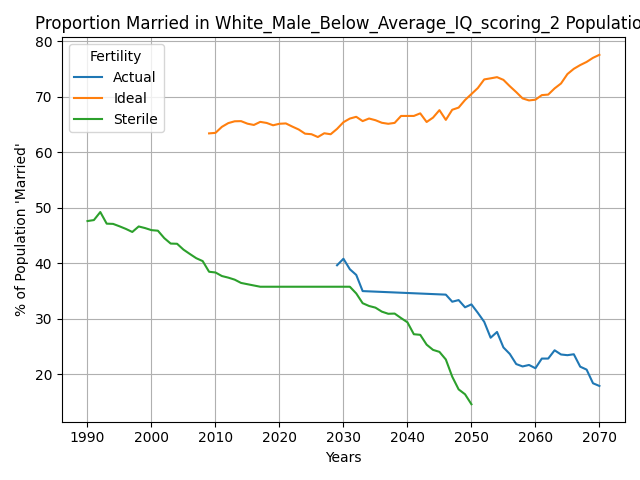 Proportion Married in White_Male_Below_Average_IQ_scoring_2 Populatio
80
70
60
50
40
30
20
% of Population 'Married'
Fertility
Actual
Ideal
Sterile
1990 2000 2010 2020 2030 2040 2050 2060 2070
Years